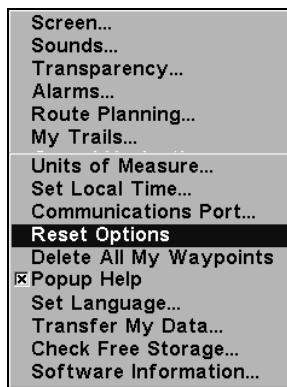 Screen...
Sounds...
Transparency...
Alarms...
Route Planning...
My Trails...
Units of Measure...
Set Local Time...
Communications Port...
Reset Options
Delete All My Waypoints
Popup Help
Set Language...
Transfer My Data...
Check Free Storage...
Software Information...